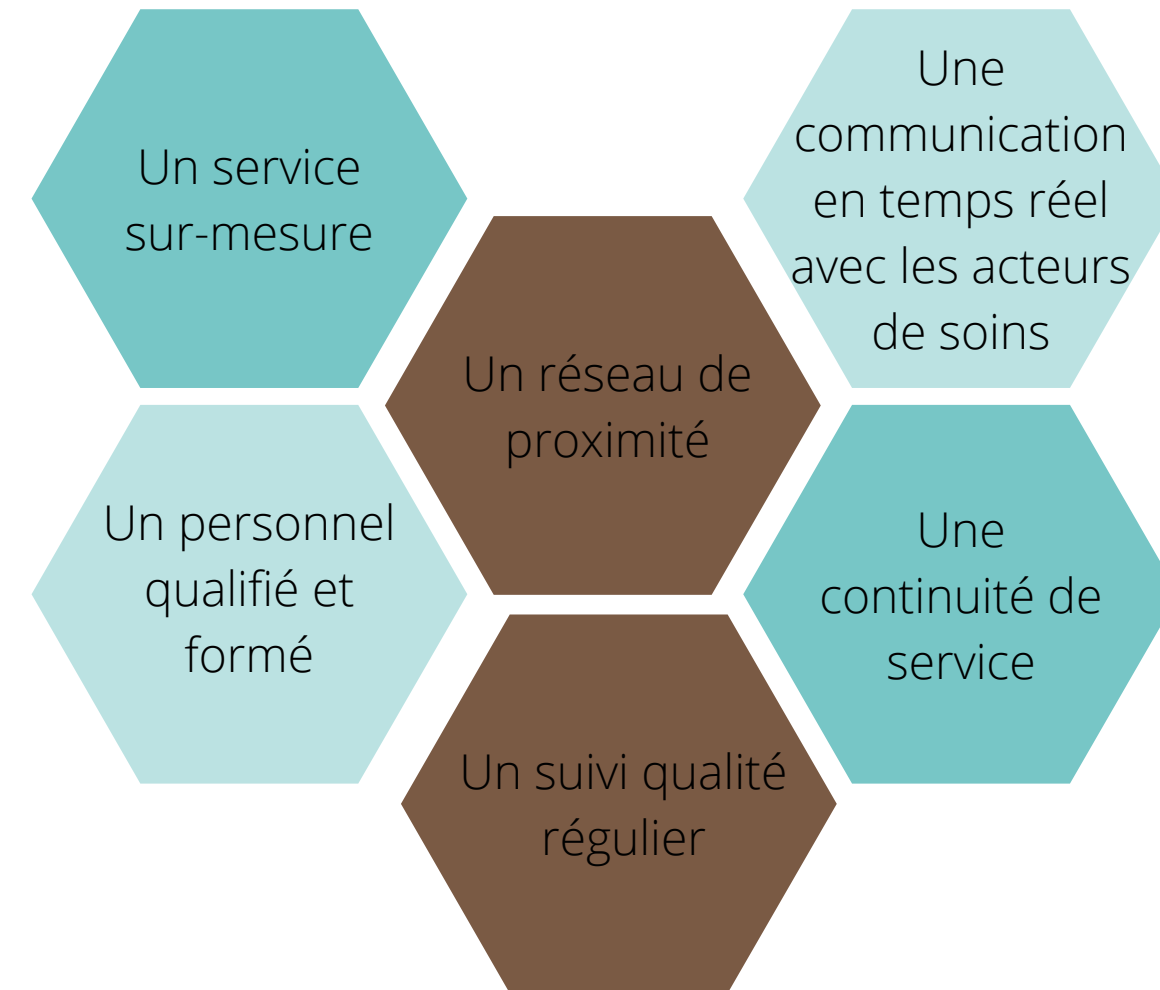 Un service
sur-mesure
Une
communication
en temps réel
avec les acteurs
de soins
Un réseau de
proximité
Un personnel
qualifié et
formé
Une
continuité de
service
Un suivi qualité
régulier